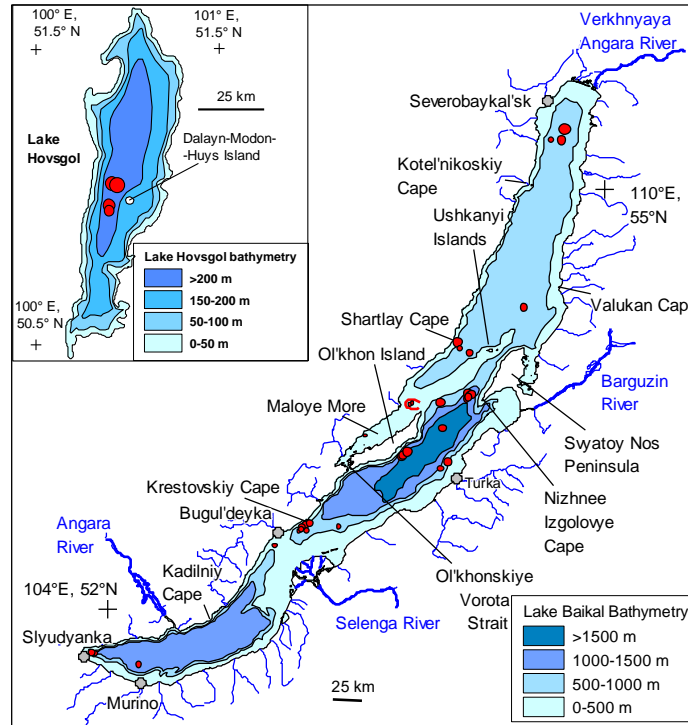 100° E,
51.5° N
101° E,
51.5° N
25 km
Lake
Hovsgol
Dalayn-Modon-
-Huys Island
Lake Hovsgol bathymetry
>200 m
150-200 m
50-100 m
0-50 m
100° E,
50.5° N
Verkhnyaya
Angara River
Severobaykal'sk
Kotel'nikoskiy
Cape
110°E,
55°N
Ushkanyi
Islands
Valukan Cap
Shartlay Cape
Ol'khon Island
Barguzin
River
Maloye More
Svyatoy Nos
Peninsula
Krestovskiy Cape
Turka
Bugul'deyka
Nizhnee
Izgolovye
Cape
Angara
River
Ol'khonskiye
Vorota
Strait
104°E, 52°N
Kadilniy
Cape
Selenga River
Slyudyanka
Murino
25 km
Lake Baikal Bathymetry
>1500 m
1000-1500 m
500-1000 m
0-500 m